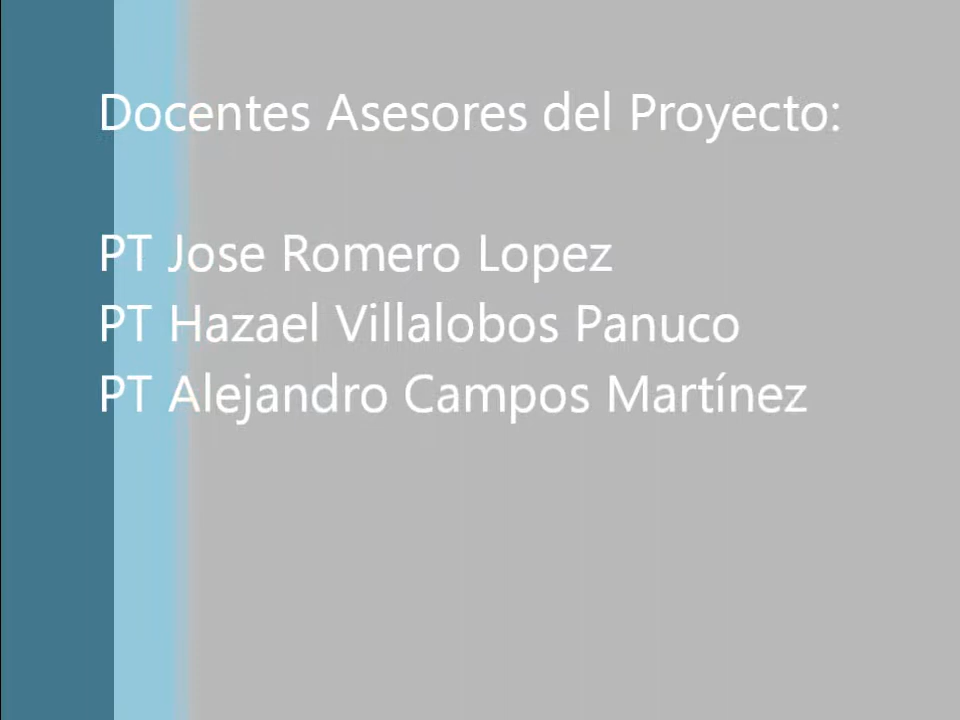 Docentes Asesores del Proyecto:
PT Jose Romero Lopez
PT Hazael Villalobos Panuco
PT Alejandro Campos Martínez